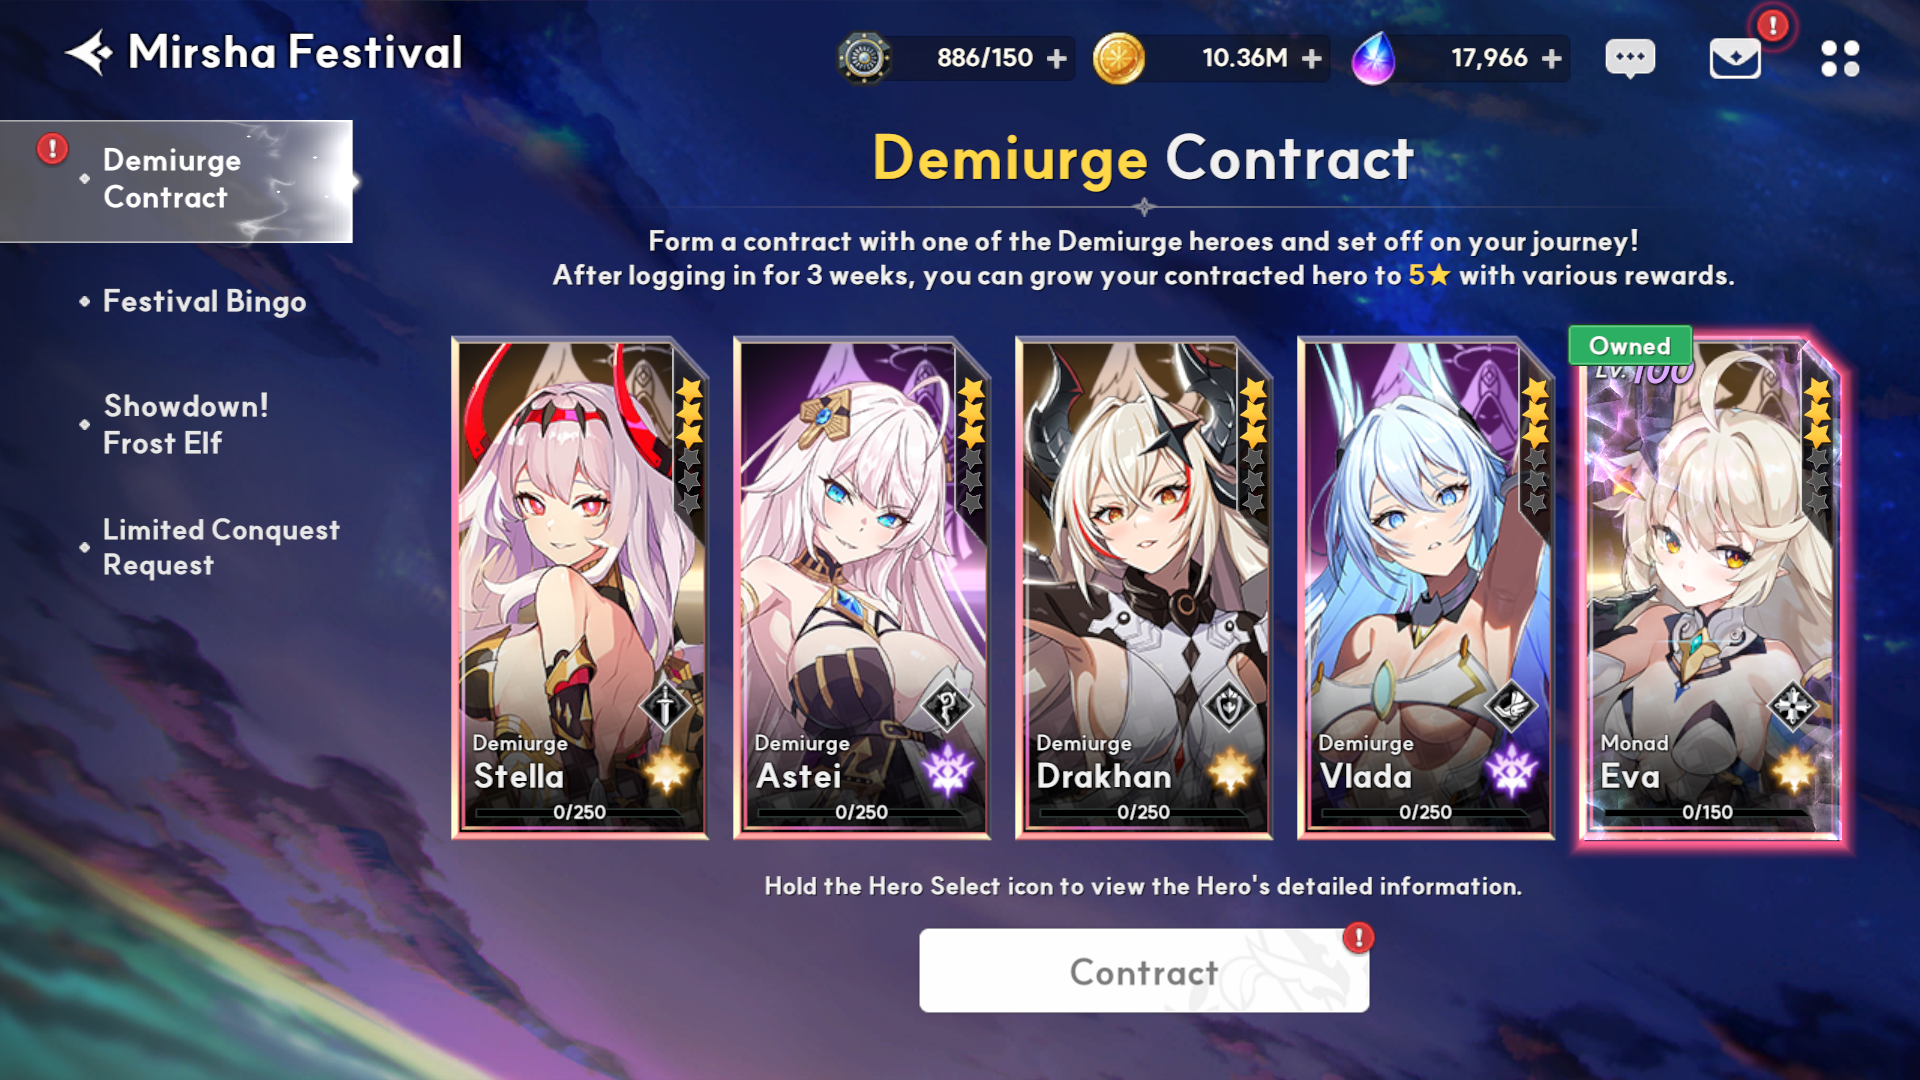 Mirsha Festival
886/150
10.36M
17,966
Demiurge
Contract
Festival Bingo
Showdown!
Frost Elf
Limited Conquest
Request
Demiurge Contract
Form a contract with one of the Demiurge heroes and set off on your journey!
After logging in for 3 weeks, you can grow your contracted hero to 5★ with various rewards.
Demiurge
Stella
0/250
Demiurge
Astei
0/250
Demiurge
Drakhan
0/250
Demiurge
Vlada
0/250
Owned
Lv. 100
Monad
Eva
0/150
Hold the Hero Select icon to view the Hero's detailed information.
Contract